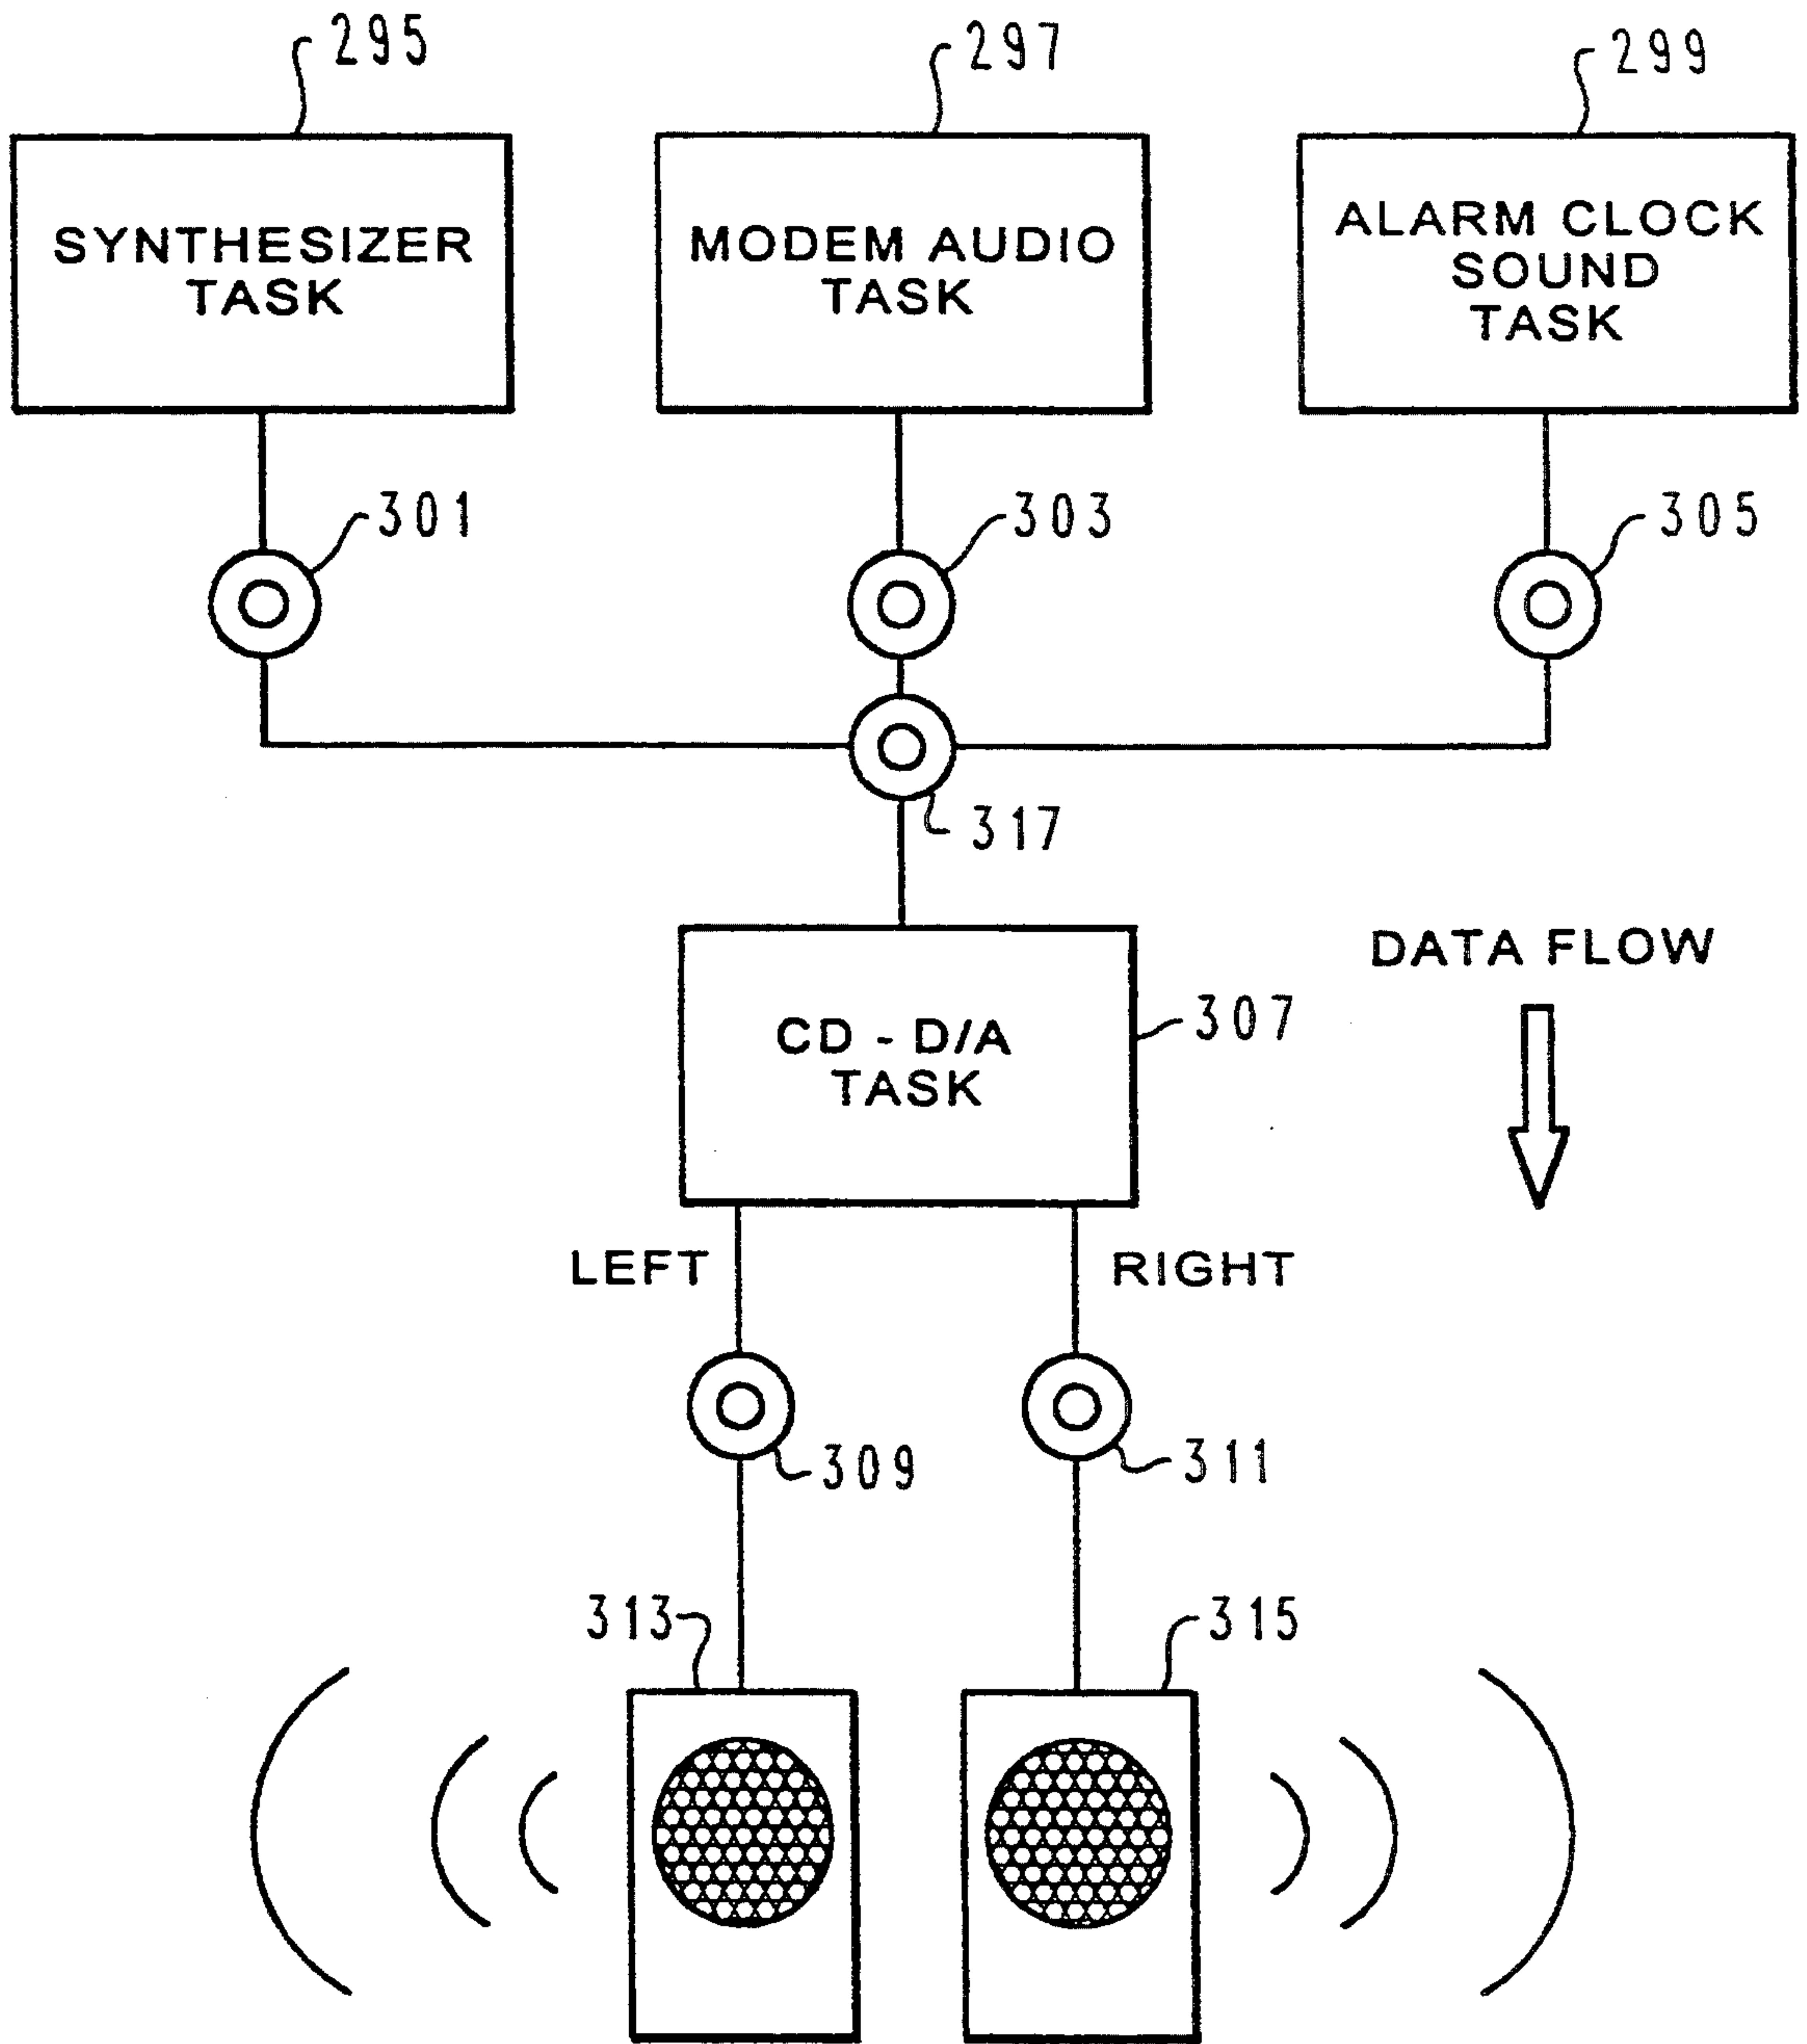 295
297
299
SYNTHESIZER
TASK
MODEM AUDIO
TASK
ALARM CLOCK
SOUND
TASK
301
303
305
317
CD - D/A
TASK
307
DATA FLOW
LEFT
RIGHT
309
311
313
315